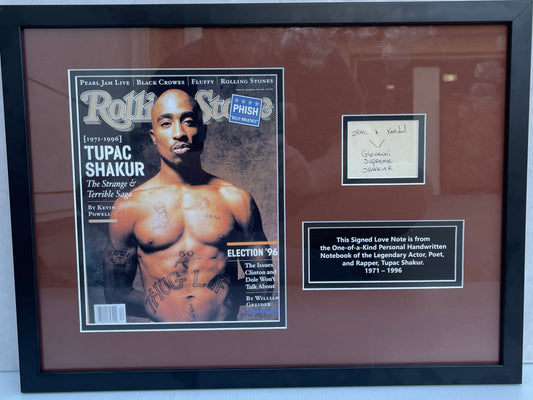 PEARL JAM LIVE | BLACK CROWES | FLUFFY | ROLLING STONES
Rolling Stone
PHISH
[1971-1996]
TUPAC
SHAKUR
The Strange &
Terrible Saga
BY KEVIN
POWELL
THUG LIFE
ELECTION '96
The Issues
Clinton and
Dole Won't
Talk About
BY WILLIAM
GREIDER
Giovanni
Supreme
SHAKUR
This Signed Love Note is from
the One-of-a-Kind Personal Handwritten
Notebook of the Legendary Actor, Poet,
and Rapper, Tupac Shakur.
1971 – 1996